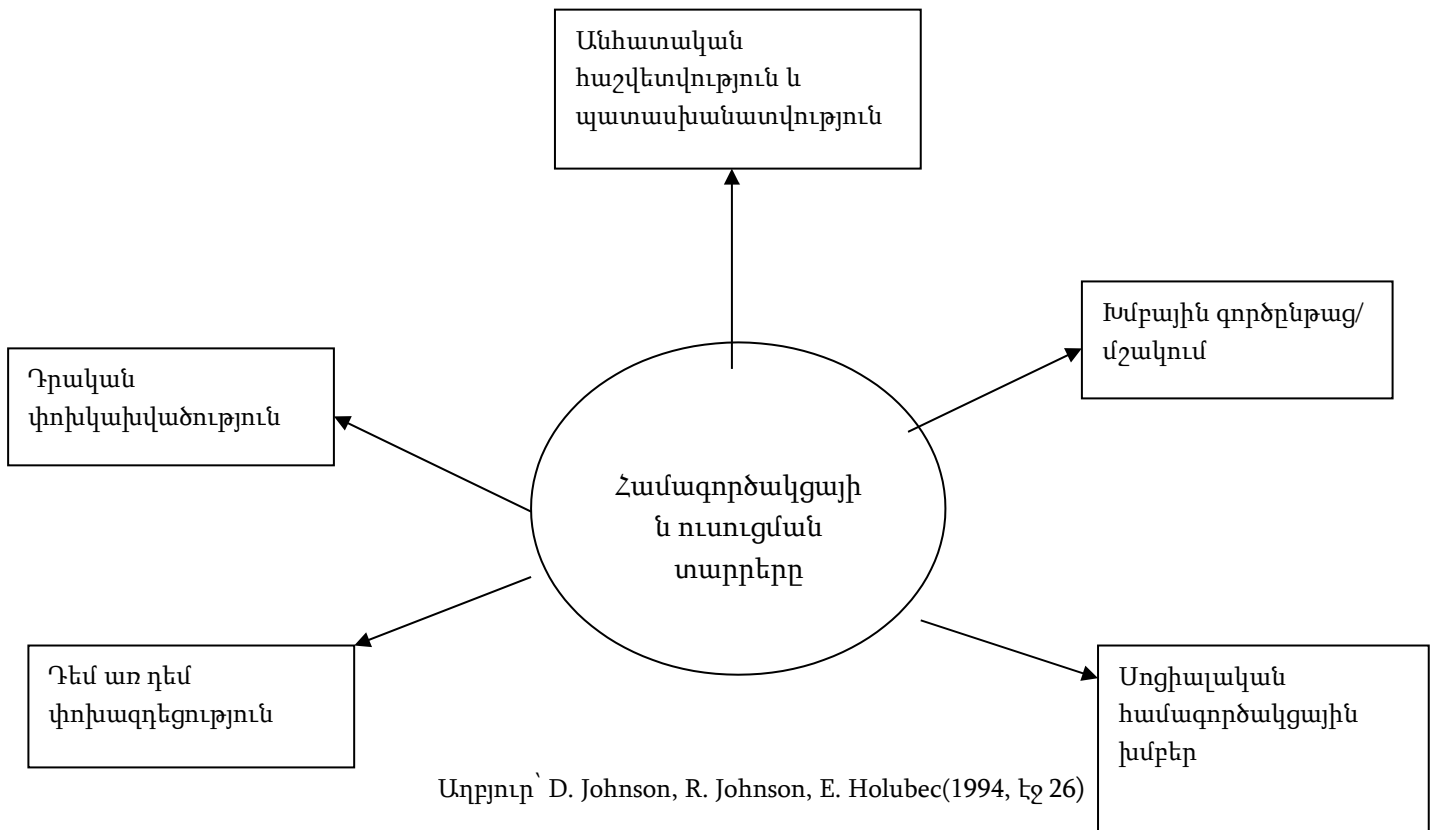 Անհատական
հաշվետվություն և
պատասխանատվություն
Խմբային գործընթաց/
մշակում
Դրական
փոխկախվածություն
Համագործակցայի
ն ուսուցման
տարրերը
Դեմ առ դեմ
փոխազդեցություն
Սոցիալական
համագործակցային
խմբեր
Աղբյուր՝ D. Johnson, R. Johnson, E. Holubec(1994, էջ 26)